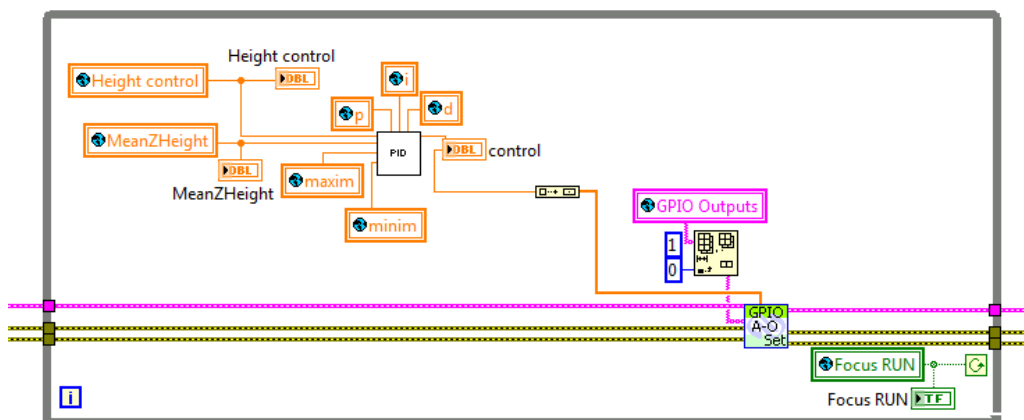 Height control
Height control
DBL
i
p
d
MeanZHeight
PID
DBL
control
DBL
MeanZHeight
maxim
minim
GPIO Outputs
1
0
GPIO
A-O
Set
Focus RUN
Focus RUN
TF
i